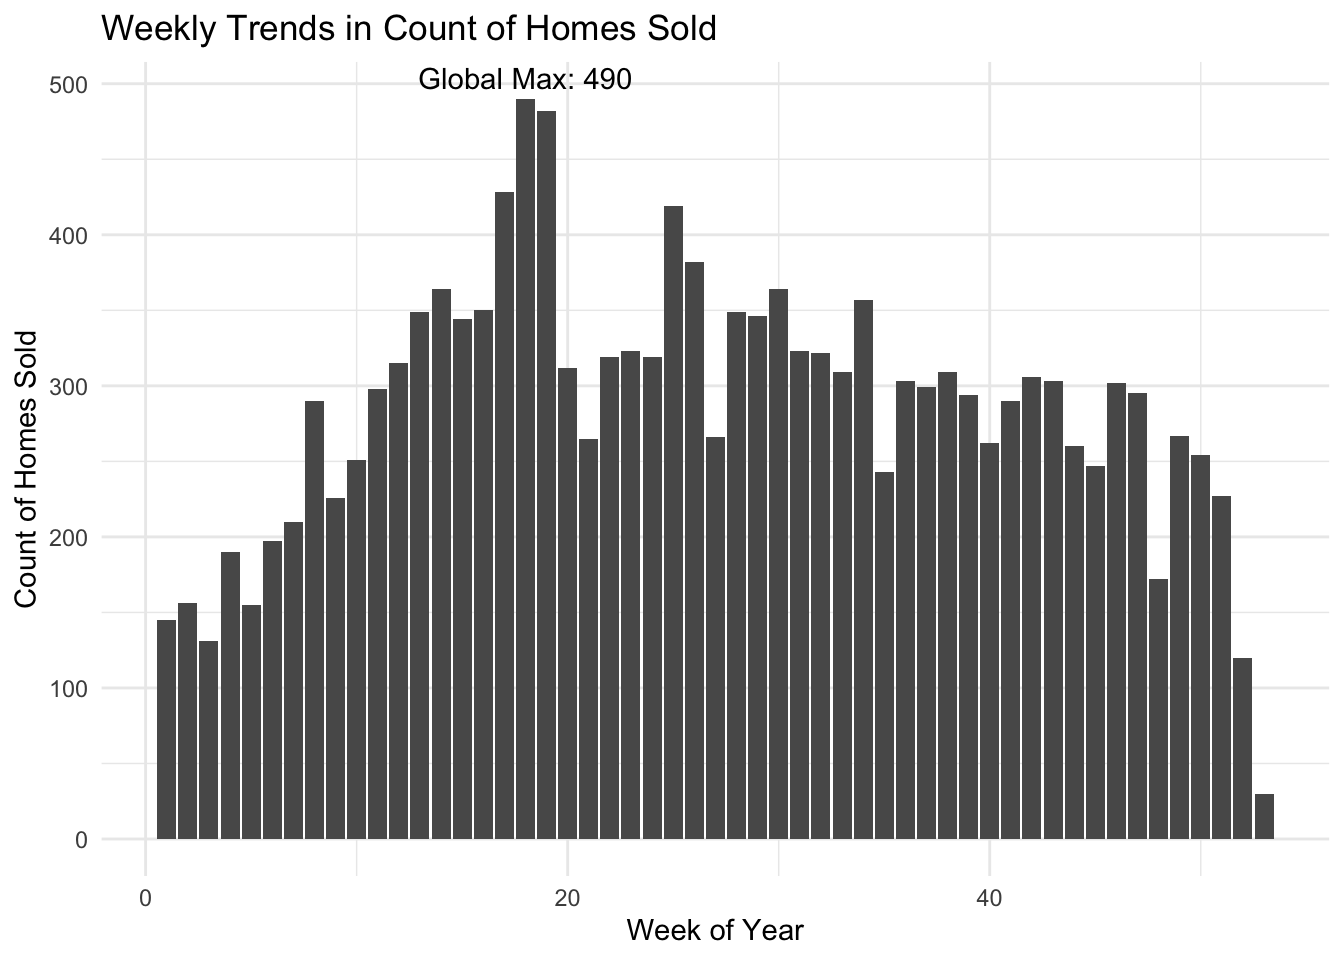 Weekly Trends in Count of Homes Sold
Global Max: 490
500
400
300
200
100
0
Count of Homes Sold
0 20 40
Week of Year